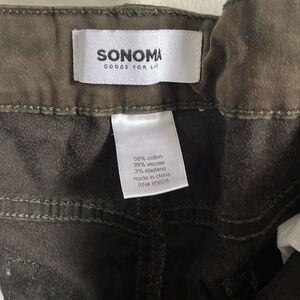 SONOMA
GOODS FOR LIFE
58% cotton
39% viscose
3% elastane
made in china